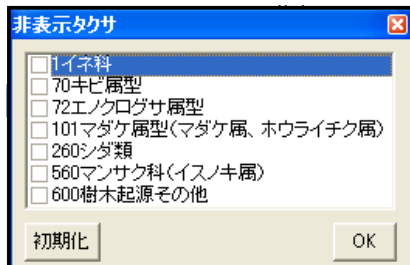 非表示タクサ
1イネ科
70キビ属型
72エノコログサ属型
101マダケ属型(マダケ属、ホウライチク属)
260シダ類
560マンサク科(イスノキ属)
600樹木起源その他
初期化
OK